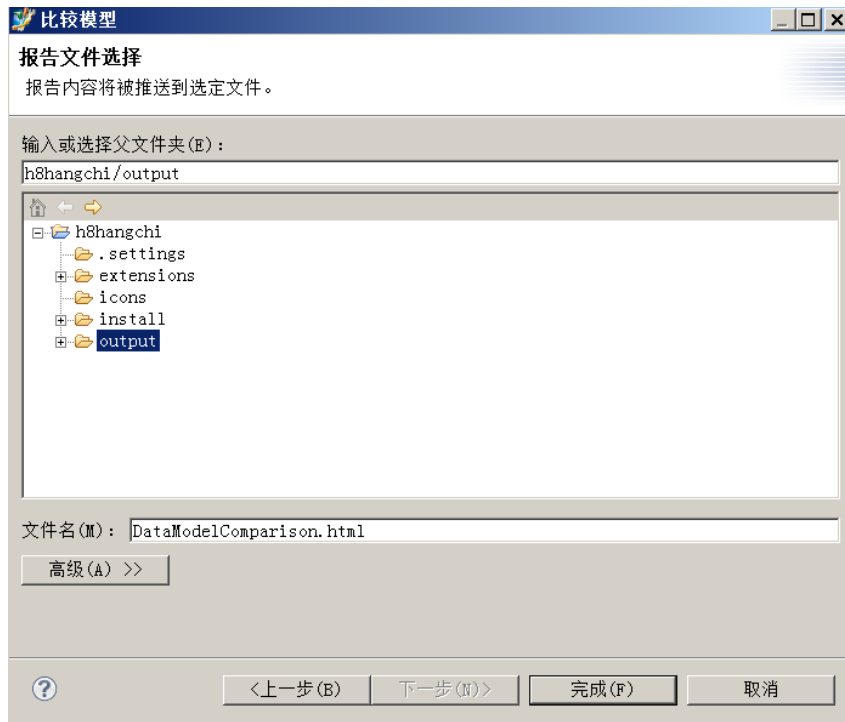 比较模型
报告文件选择
报告内容将被推送到选定文件。
输入或选择父文件夹(E):
h8hangchi/output
h8hangchi
.settings
extensions
icons
install
output
文件名(M): DataModelComparison.html
高级(A) >>
<上一步(B) 下一步(N)> 完成(F) 取消